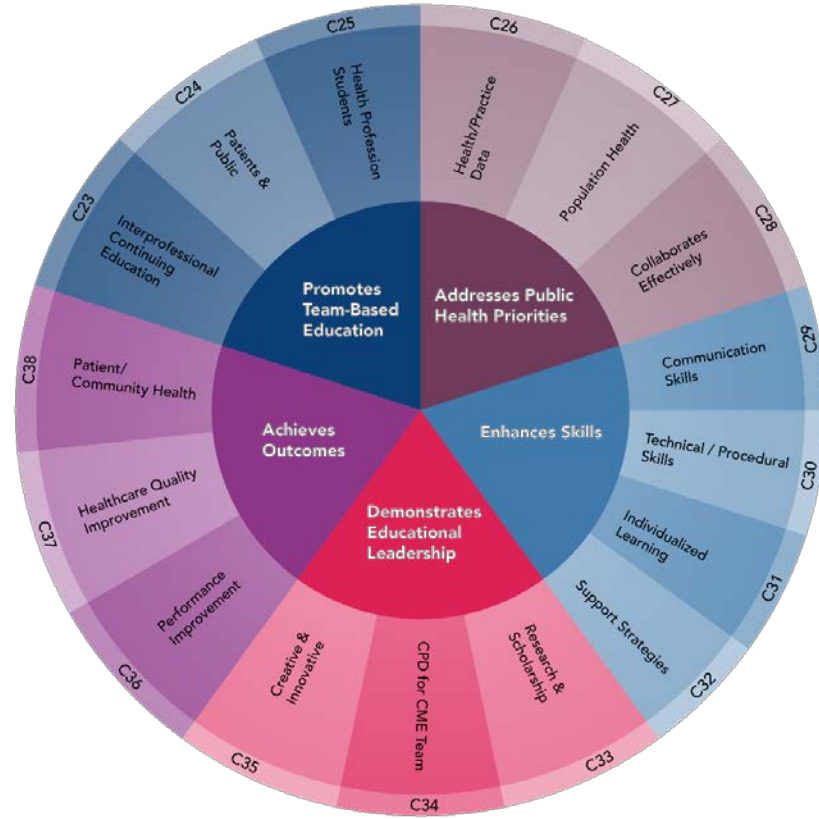 C25
Health Profession
Students
C26
Health/Practice
Data
C27
Population Health
C28
Collaborates
Effectively
C29
Communication
Skills
C30
Technical / Procedural
Skills
C31
Individualized
Learning
C32
Support Strategies
C33
Research &
Scholarship
C34
CPD for CME Team
C35
Creative &
Innovative
C36
Performance
Improvement
C37
Healthcare Quality
Improvement
C38
Patient/
Community Health
C23
Interprofessional
Continuing
Education
C24
Patients &
Public
Promotes
Team-Based
Education
Addresses Public
Health Priorities
Enhances Skills
Demonstrates
Educational
Leadership
Achieves
Outcomes